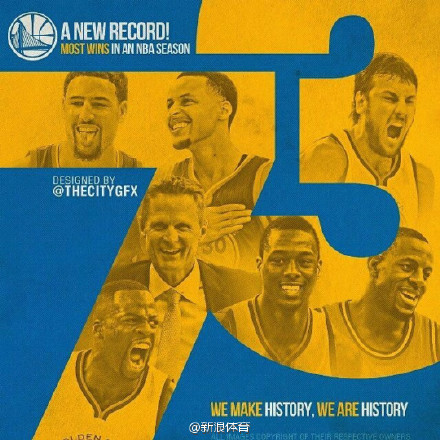 A NEW RECORD!
MOST WINS IN AN NBA SEASON
73
DESIGNED BY
@THECITYGFX
WE MAKE HISTORY, WE ARE HISTORY
@新浪体育
ALL IMAGES COPYRIGHT OF THEIR RESPECTIVE OWNERS